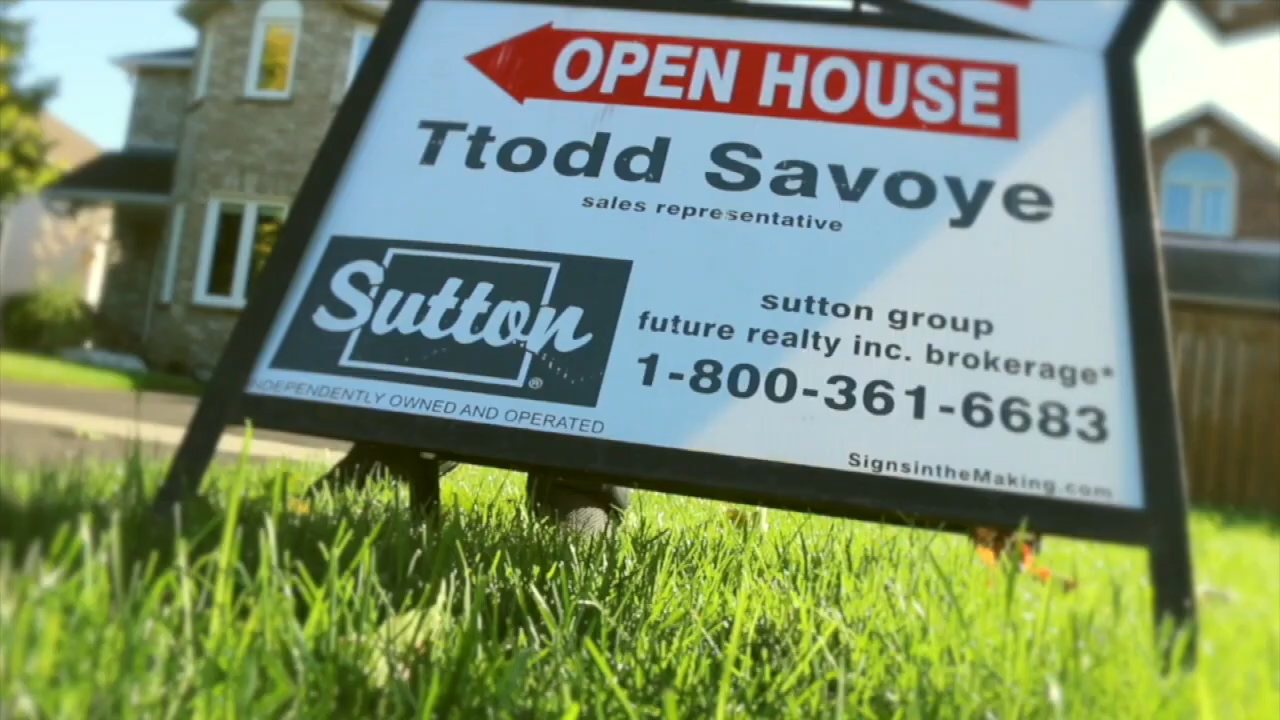 OPEN HOUSE
Ttodd Savoye
sales representative
Sutton®
INDEPENDENTLY OWNED AND OPERATED
sutton group
future realty inc. brokerage*
1-800-361-6683
SignsintheMaking.com